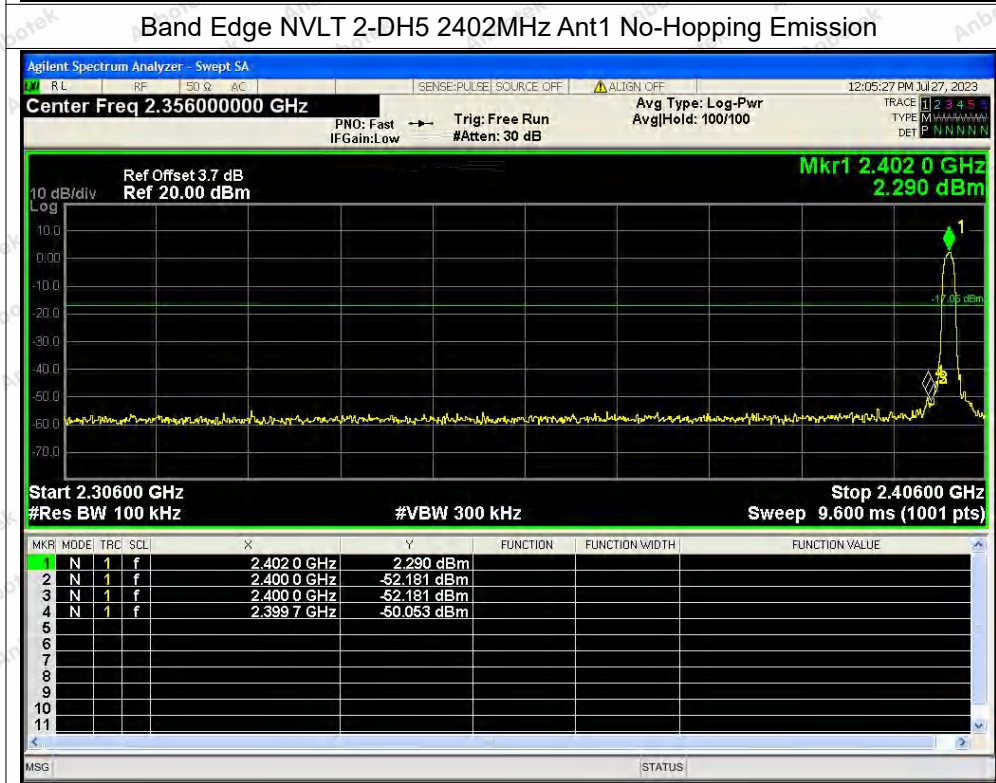 Band Edge NVLT 2-DH5 2402MHz Ant1 No-Hopping Emission
Agilent Spectrum Analyzer - Swept SA
LXI RL RF 50 Ω AC SENSE:PULSE SOURCE OFF ALIGN OFF 12:05:27 PM Jul 27, 2023
Center Freq 2.356000000 GHz
PNO: Fast
IFGain:Low
Trig: Free Run
#Atten: 30 dB
Avg Type: Log-Pwr
Avg|Hold: 100/100
TRACE 1 2 3 4 5 6
TYPE M WWWWW
DET P N N N N N
Mkr1 2.402 0 GHz
2.290 dBm
Ref Offset 3.7 dB
10 dB/div Ref 20.00 dBm
Log
1
10.0
0.00
-10.0
-17.05 dBm
-20.0
-30.0
-40.0
-50.0
-60.0
-70.0
Start 2.30600 GHz Stop 2.40600 GHz
#Res BW 100 kHz #VBW 300 kHz Sweep 9.600 ms (1001 pts)
MKR MODE TRC SCL X Y FUNCTION FUNCTION WIDTH FUNCTION VALUE
1 N 1 f 2.402 0 GHz 2.290 dBm
2 N 1 f 2.400 0 GHz -52.181 dBm
3 N 1 f 2.400 0 GHz -52.181 dBm
4 N 1 f 2.399 7 GHz -50.053 dBm
5
6
7
8
9
10
11
MSG STATUS